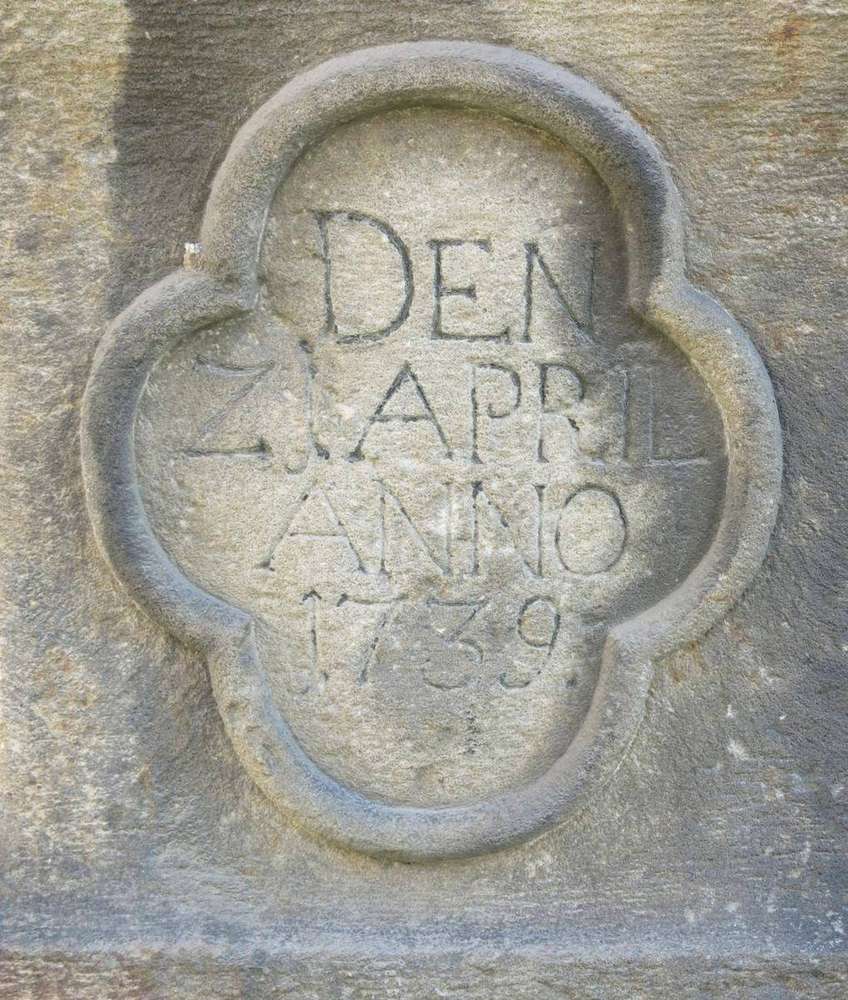 DEN
21.APRIL
ANNO
1739.